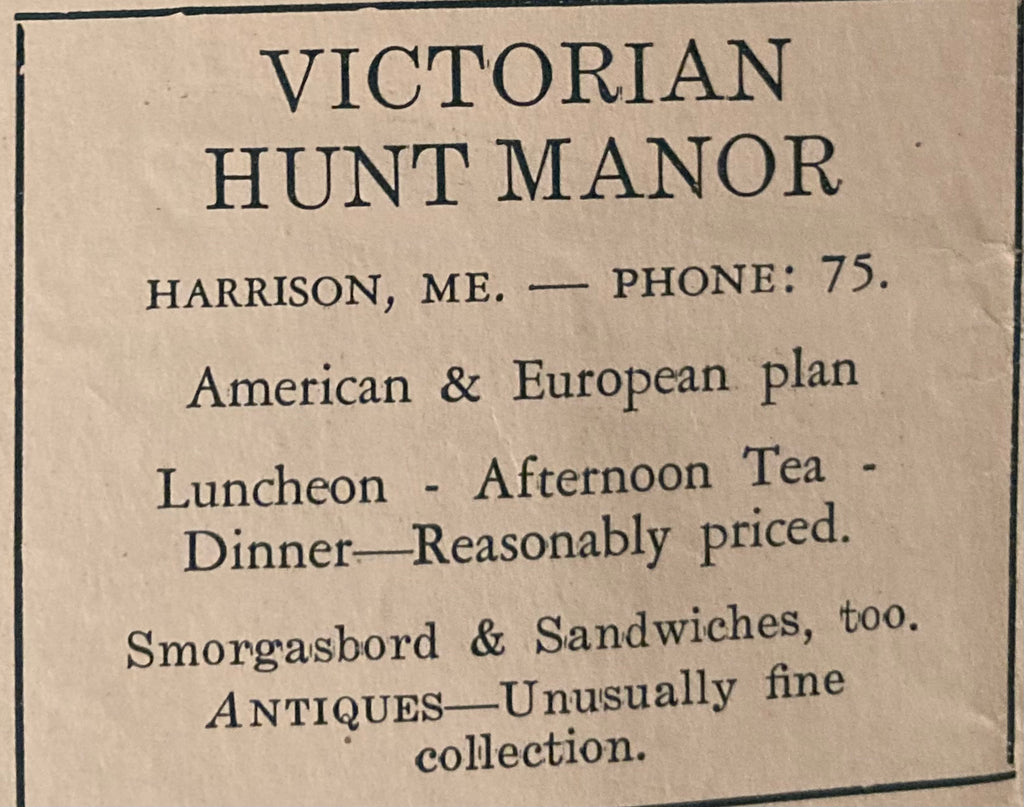 VICTORIAN
HUNT MANOR
HARRISON, ME. — PHONE: 75.
American & European plan
Luncheon - Afternoon Tea -
Dinner—Reasonably priced.
Smorgasbord & Sandwiches, too.
ANTIQUES—Unusually fine
collection.